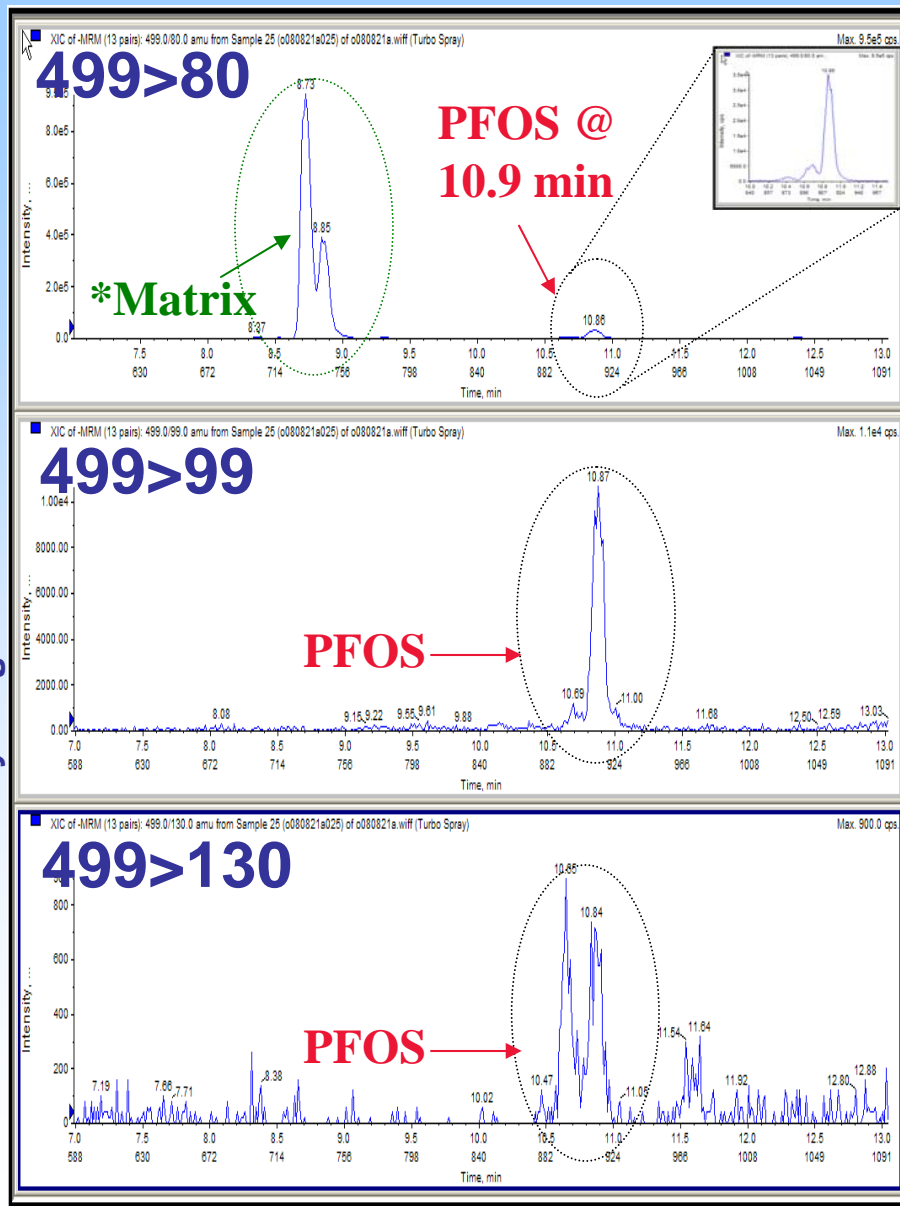 XIC of -MRM (13 pairs): 499.0/80.0 amu from Sample 25 (o080821a025) of o080821a.wiff (Turbo Spray)
Max. 9.5e5 cps.
499>80
PFOS @
10.9 min
*Matrix
Intensity, ...
8.0e5
6.0e5
4.0e5
2.0e5
0.0
8.37
8.73
8.85
10.86
7.5 8.0 8.5 9.0 9.5 10.0 10.5 11.0 11.5 12.0 12.5 13.0
630 672 714 756 798 840 882 924 966 1008 1049 1091
Time, min
Time, min
XIC of -MRM (13 pairs): 499.0/99.0 amu from Sample 25 (o080821a025) of o080821a.wiff (Turbo Spray)
Max. 1.1e4 cps.
499>99
PFOS
Intensity, ...
1.00e4
8000.00
6000.00
4000.00
2000.00
0.00
8.08
9.15 9.22
9.55 9.61
9.88
10.69
10.87
11.00
11.68
12.50 12.59
13.03
7.0 7.5 8.0 8.5 9.0 9.5 10.0 10.5 11.0 11.5 12.0 12.5 13.0
588 630 672 714 756 798 840 882 924 966 1008 1049 1091
Time, min
XIC of -MRM (13 pairs): 499.0/130.0 amu from Sample 25 (o080821a025) of o080821a.wiff (Turbo Spray)
Max. 900.0 cps.
499>130
PFOS
Intensity, ...
800
600
400
200
0
7.19
7.66
7.71
8.38
10.02
10.47
10.65
10.84
11.05
11.54
11.64
11.92
12.80
12.88
7.0 7.5 8.0 8.5 9.0 9.5 10.0 10.5 11.0 11.5 12.0 12.5 13.0
588 630 672 714 756 798 840 882 924 966 1008 1049 1091
Time, min